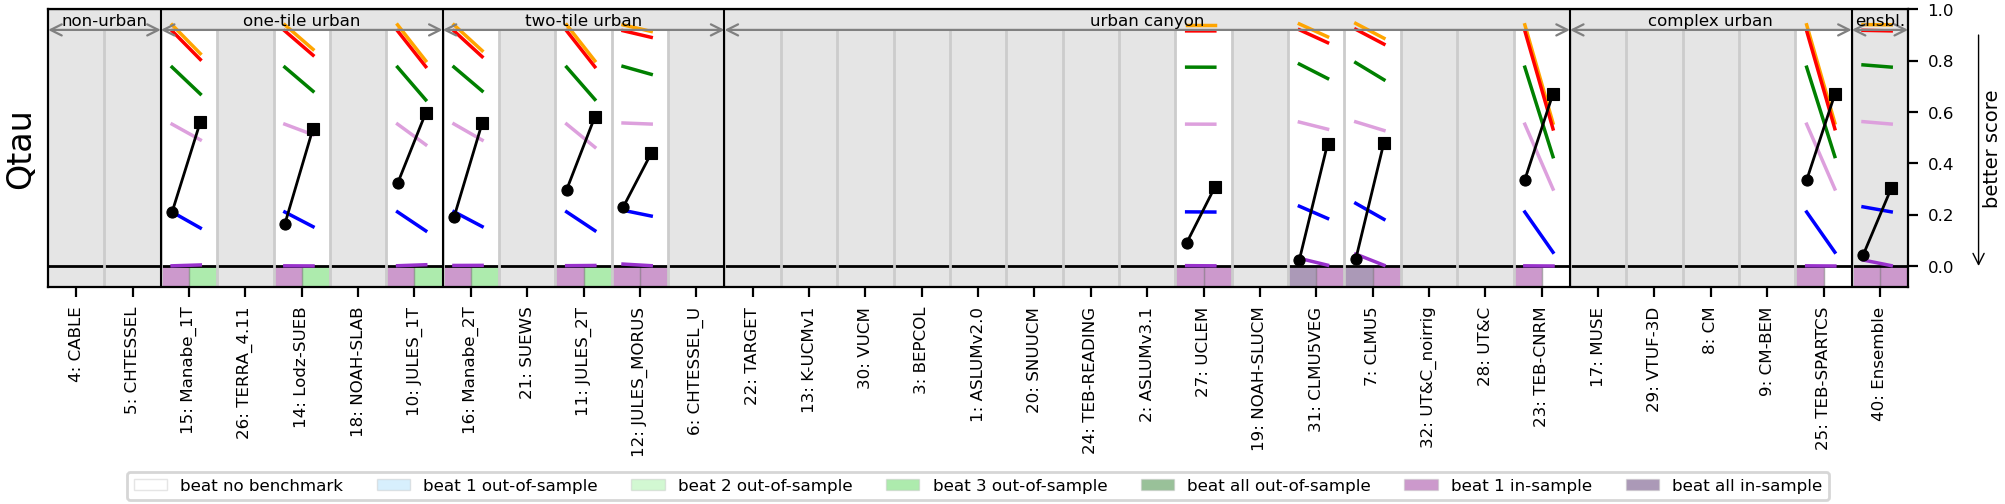 non-urban
one-tile urban
two-tile urban
urban canyon
complex urban
ensbl.
Qtau
1.0
0.8
0.6
0.4
0.2
0.0
better score
4: CABLE
5: CHTESSEL
15: Manabe_1T
26: TERRA_4.11
14: Lodz-SUEB
18: NOAH-SLAB
10: JULES_1T
16: Manabe_2T
21: SUEWS
11: JULES_2T
12: JULES_MORUS
6: CHTESSEL_U
22: TARGET
13: K-UCMv1
30: VUCM
3: BEPCOL
1: ASLUMv2.0
20: SNUUCM
24: TEB-READING
2: ASLUMv3.1
27: UCLEM
19: NOAH-SLUCM
31: CLMU5VEG
7: CLMU5
32: UT&C_noirrig
28: UT&C
23: TEB-CNRM
17: MUSE
29: VTUF-3D
8: CM
9: CM-BEM
25: TEB-SPARTCS
40: Ensemble
beat no benchmark
beat 1 out-of-sample
beat 2 out-of-sample
beat 3 out-of-sample
beat all out-of-sample
beat 1 in-sample
beat all in-sample